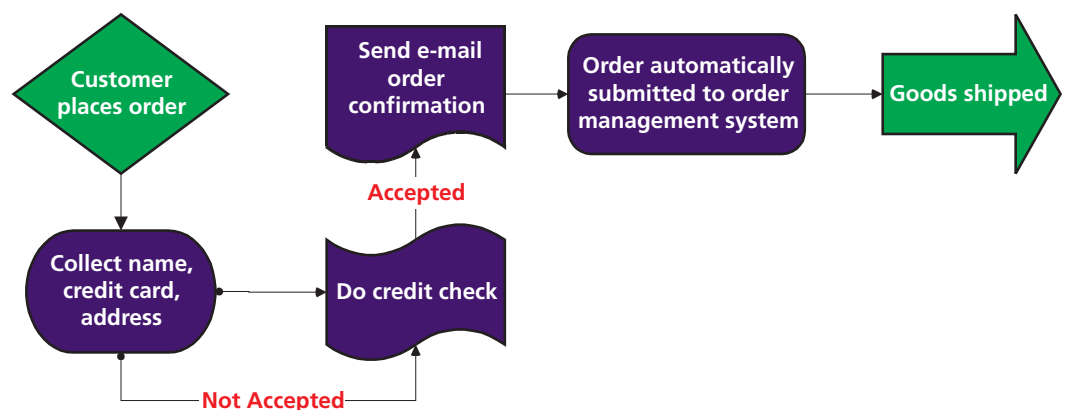 Customer
places order
Collect name,
credit card,
address
Not Accepted
Do credit check
Accepted
Send e-mail
order
confirmation
Order automatically
submitted to order
management system
Goods shipped